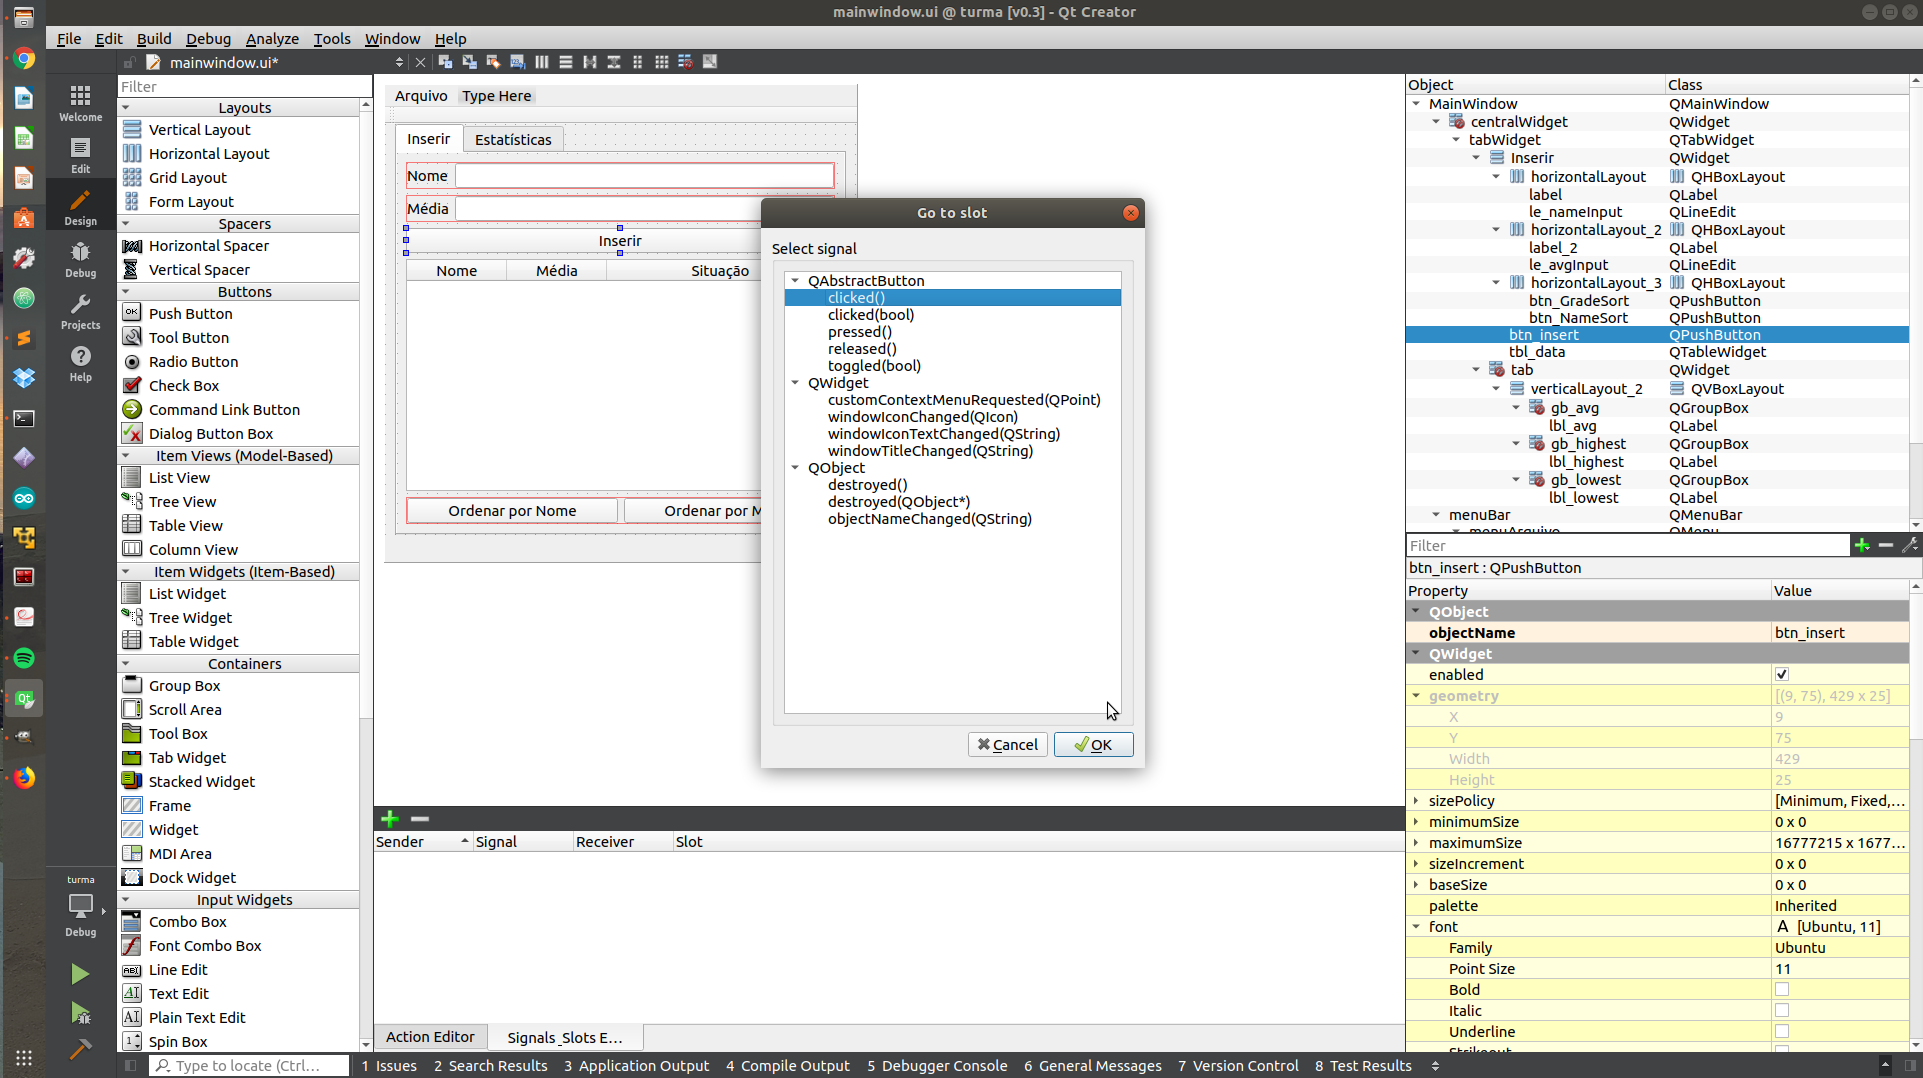 mainwindow.ui @ turma [v0.3] - Qt Creator
File Edit Build Debug Analyze Tools Window Help
mainwindow.ui*
Welcome
Edit
Design
Debug
Projects
Help
turma
Debug
Filter
Layouts
Vertical Layout
Horizontal Layout
Grid Layout
Form Layout
Spacers
Horizontal Spacer
Vertical Spacer
Buttons
Push Button
Tool Button
Radio Button
Check Box
Command Link Button
Dialog Button Box
Item Views (Model-Based)
List View
Tree View
Table View
Column View
Item Widgets (Item-Based)
List Widget
Tree Widget
Table Widget
Containers
Group Box
Scroll Area
Tool Box
Tab Widget
Stacked Widget
Frame
Widget
MDI Area
Dock Widget
Input Widgets
Combo Box
Font Combo Box
Line Edit
Text Edit
Plain Text Edit
Spin Box
Arquivo Type Here
Inserir Estatísticas
Nome
Média
Inserir
Nome Média Situação
Ordenar por Nome Ordenar por M
Go to slot
Select signal
QAbstractButton
clicked()
clicked(bool)
pressed()
released()
toggled(bool)
QWidget
customContextMenuRequested(QPoint)
windowIconChanged(QIcon)
windowIconTextChanged(QString)
windowTitleChanged(QString)
QObject
destroyed()
destroyed(QObject*)
objectNameChanged(QString)
Cancel OK
Sender Signal Receiver Slot
Action Editor Signals _Slots E...
Object Class
MainWindow QMainWindow
centralWidget QWidget
tabWidget QTabWidget
Inserir QWidget
horizontalLayout QHBoxLayout
label QLabel
le_nameInput QLineEdit
horizontalLayout_2 QHBoxLayout
label_2 QLabel
le_avgInput QLineEdit
horizontalLayout_3 QHBoxLayout
btn_GradeSort QPushButton
btn_NameSort QPushButton
btn_insert QPushButton
tbl_data QTableWidget
tab QWidget
verticalLayout_2 QVBoxLayout
gb_avg QGroupBox
lbl_avg QLabel
gb_highest QGroupBox
lbl_highest QLabel
gb_lowest QGroupBox
lbl_lowest QLabel
menuBar QMenuBar
menuArquivo QMenu
Filter
btn_insert : QPushButton
Property Value
QObject
objectName btn_insert
QWidget
enabled
geometry [(9, 75), 429 x 25]
X 9
Y 75
Width 429
Height 25
sizePolicy [Minimum, Fixed,...
minimumSize 0 x 0
maximumSize 16777215 x 1677...
sizeIncrement 0 x 0
baseSize 0 x 0
palette Inherited
font A [Ubuntu, 11]
Family Ubuntu
Point Size 11
Bold
Italic
Underline
Strikeout
Type to locate (Ctrl... 1 Issues 2 Search Results 3 Application Output 4 Compile Output 5 Debugger Console 6 General Messages 7 Version Control 8 Test Results